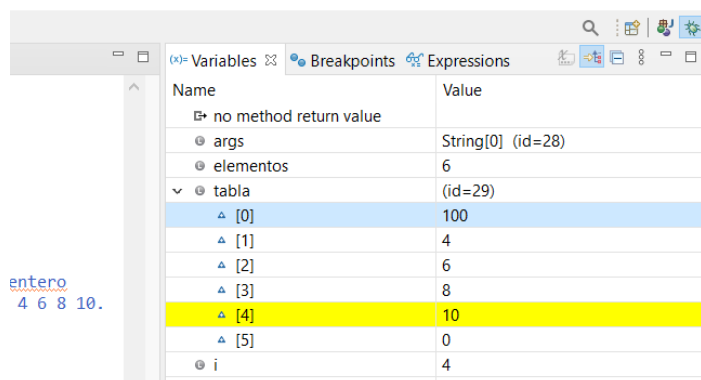 (x)= Variables Breakpoints Expressions
Name Value
no method return value
args String[0] (id=28)
elementos 6
tabla (id=29)
[0] 100
[1] 4
[2] 6
[3] 8
entero
4 6 8 10.
[4] 10
[5] 0
i 4